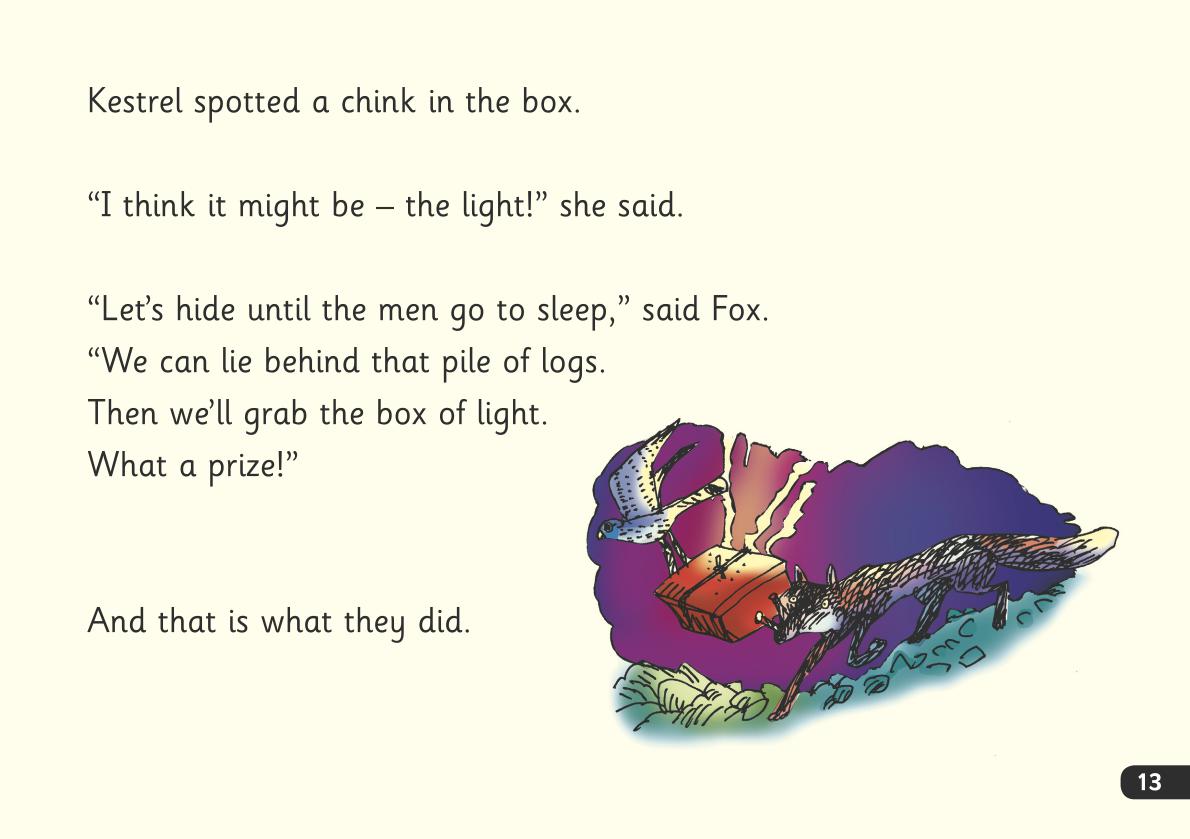 Kestrel spotted a chink in the box.
“I think it might be – the light!” she said.
“Let’s hide until the men go to sleep,” said Fox.
“We can lie behind that pile of logs.
Then we’ll grab the box of light.
What a prize!”
And that is what they did.
13